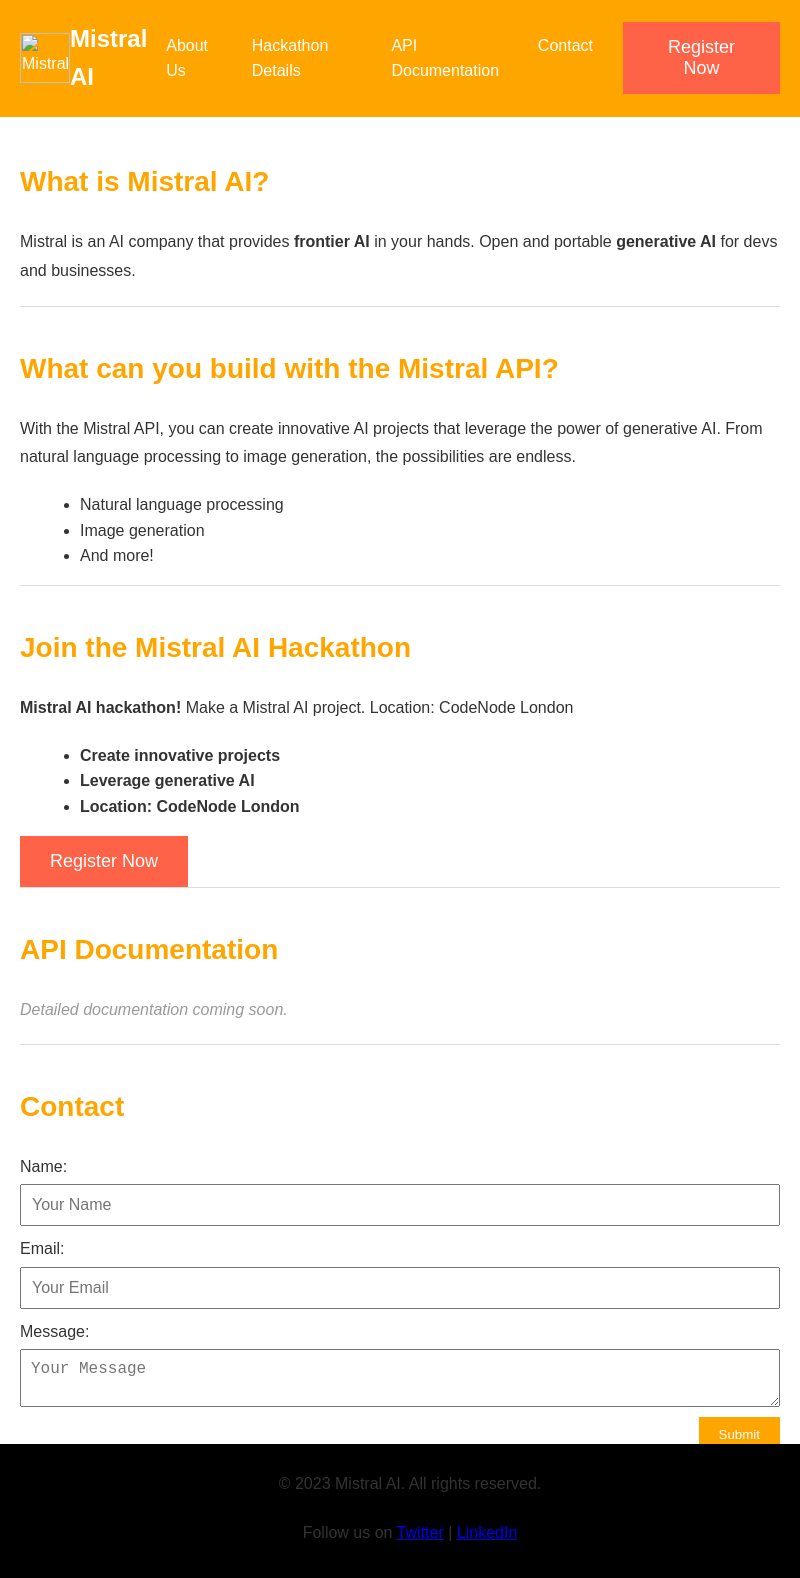 Mistral
Mistral AI
About Us
Hackathon Details
API Documentation
Contact
Register Now
What is Mistral AI?
Mistral is an AI company that provides frontier AI in your hands. Open and portable generative AI for devs
and businesses.
What can you build with the Mistral API?
With the Mistral API, you can create innovative AI projects that leverage the power of generative AI. From
natural language processing to image generation, the possibilities are endless.
• Natural language processing
• Image generation
• And more!
Join the Mistral AI Hackathon
Mistral AI hackathon! Make a Mistral AI project. Location: CodeNode London
• Create innovative projects
• Leverage generative AI
• Location: CodeNode London
Register Now
API Documentation
Detailed documentation coming soon.
Contact
Name:
Your Name
Email:
Your Email
Message:
Your Message
Submit
© 2023 Mistral AI. All rights reserved.
Follow us on Twitter | LinkedIn